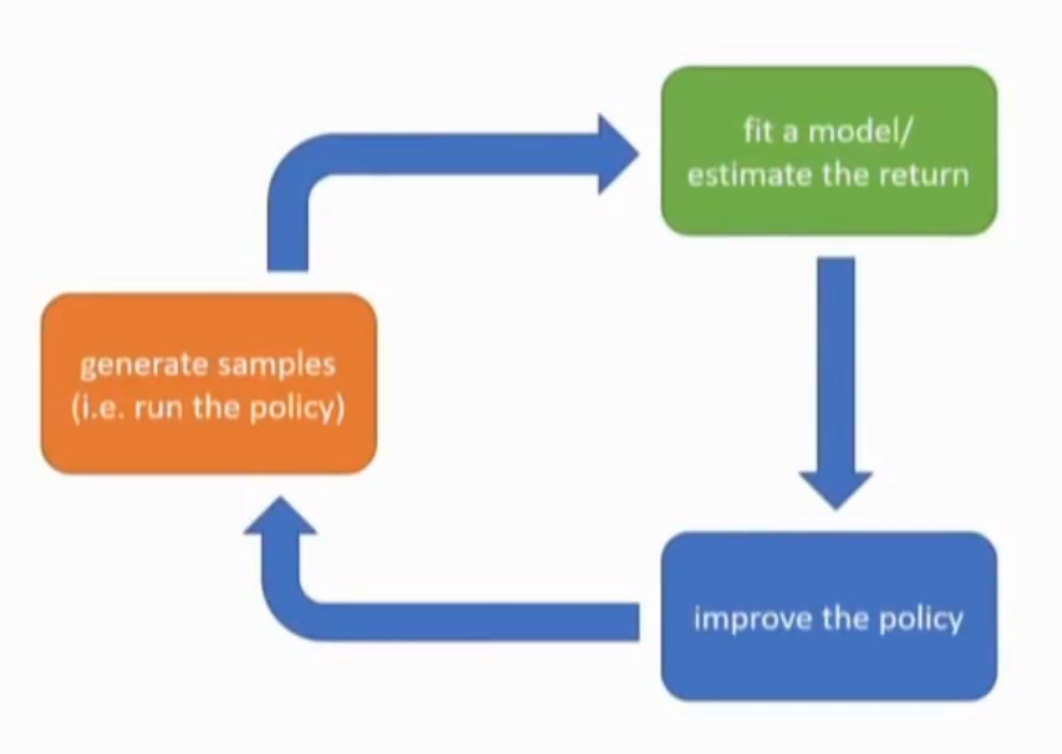 fit a model/
estimate the return
generate samples
(i.e. run the policy)
improve the policy